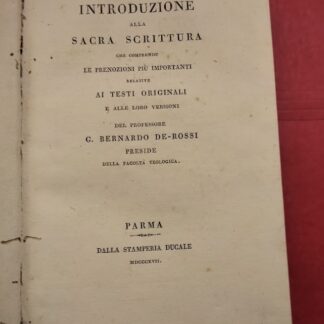 INTRODUZIONE
ALLA
SACRA SCRITTURA
CHE COMPRENDE
LE PRENOZIONI PIÙ IMPORTANTI
RELATIVE
AI TESTI ORIGINALI
E ALLE LORO VERSIONI
DEL PROFESSORE
G. BERNARDO DE-ROSSI
PRESIDE
DELLA FACOLTÀ TEOLOGICA.
PARMA
DALLA STAMPERIA DUCALE
MDCCCXVII.